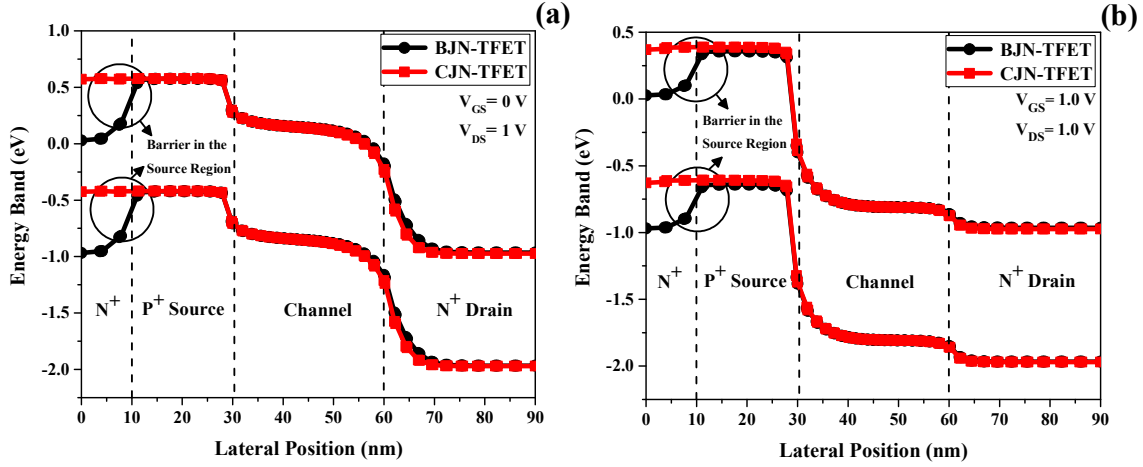 (a)
1.0
0.5
0.0
-0.5
-1.0
-1.5
-2.0
Energy Band (eV)
BJN-TFET
CJN-TFET
V_GS= 0 V
V_DS= 1 V
Barrier in the
Source Region
N+
P+ Source
Channel
N+ Drain
0 10 20 30 40 50 60 70 80 90
Lateral Position (nm)
(b)
0.5
0.0
-0.5
-1.0
-1.5
-2.0
Energy Band (eV)
BJN-TFET
CJN-TFET
V_GS= 1.0 V
V_DS= 1.0 V
Barrier in the
Source Region
N+
P+ Source
Channel
N+ Drain
0 10 20 30 40 50 60 70 80 90
Lateral Position (nm)